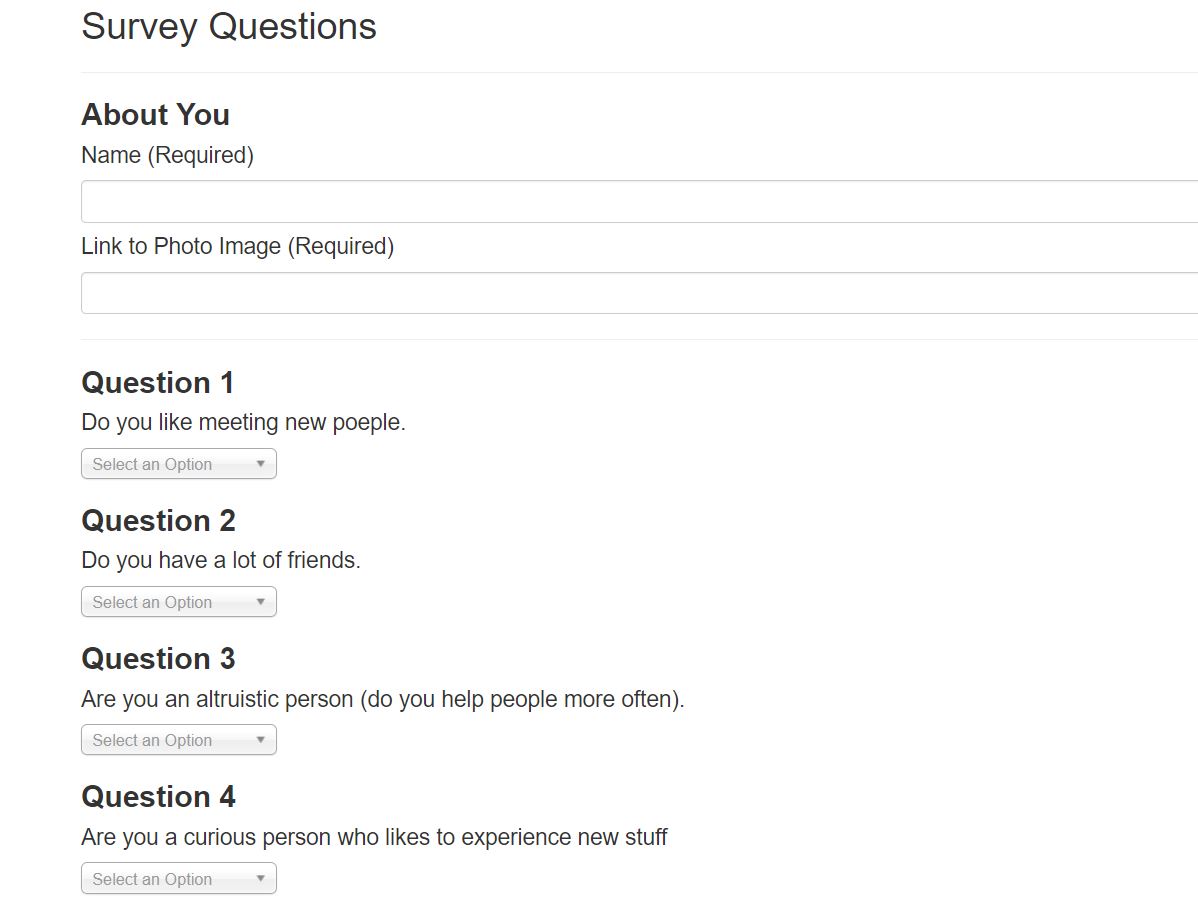 Survey Questions
About You
Name (Required)
Link to Photo Image (Required)
Question 1
Do you like meeting new poeple.
Select an Option
Question 2
Do you have a lot of friends.
Select an Option
Question 3
Are you an altruistic person (do you help people more often).
Select an Option
Question 4
Are you a curious person who likes to experience new stuff
Select an Option